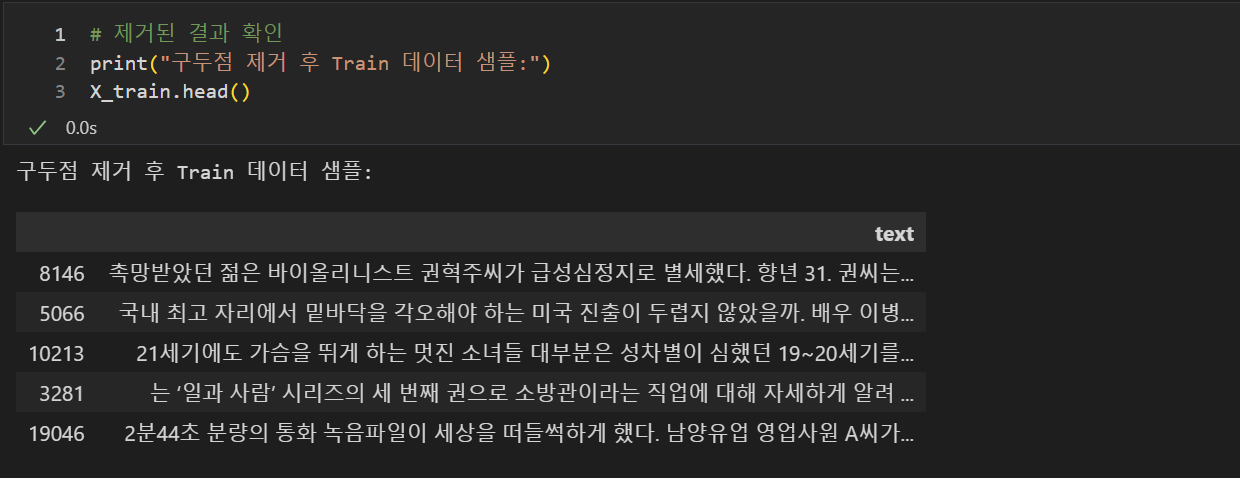 1 # 제거된 결과 확인
2 print("구두점 제거 후 Train 데이터 샘플:")
3 X_train.head()
0.0s
구두점 제거 후 Train 데이터 샘플:
text
8146 촉망받았던 젊은 바이올리니스트 권혁주씨가 급성심정지로 별세했다. 향년 31. 권씨는...
5066 국내 최고 자리에서 밑바닥을 각오해야 하는 미국 진출이 두렵지 않았을까. 배우 이병...
10213 21세기에도 가슴을 뛰게 하는 멋진 소녀들 대부분은 성차별이 심했던 19~20세기를...
3281 는 ‘일과 사람’ 시리즈의 세 번째 권으로 소방관이라는 직업에 대해 자세하게 알려 ...
19046 2분44초 분량의 통화 녹음파일이 세상을 떠들썩하게 했다. 남양유업 영업사원 A씨가...